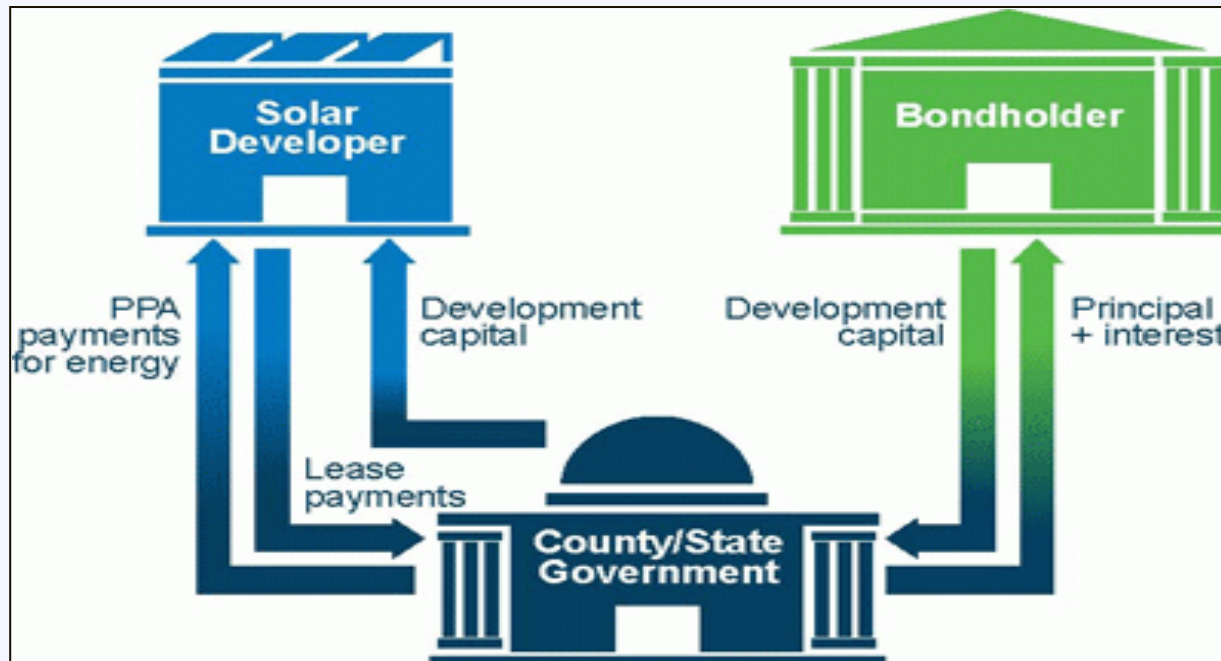 Solar
Developer
Bondholder
PPA
payments
for energy
Development
capital
Development
capital
Principal
+ interest
Lease
payments
County/State
Government